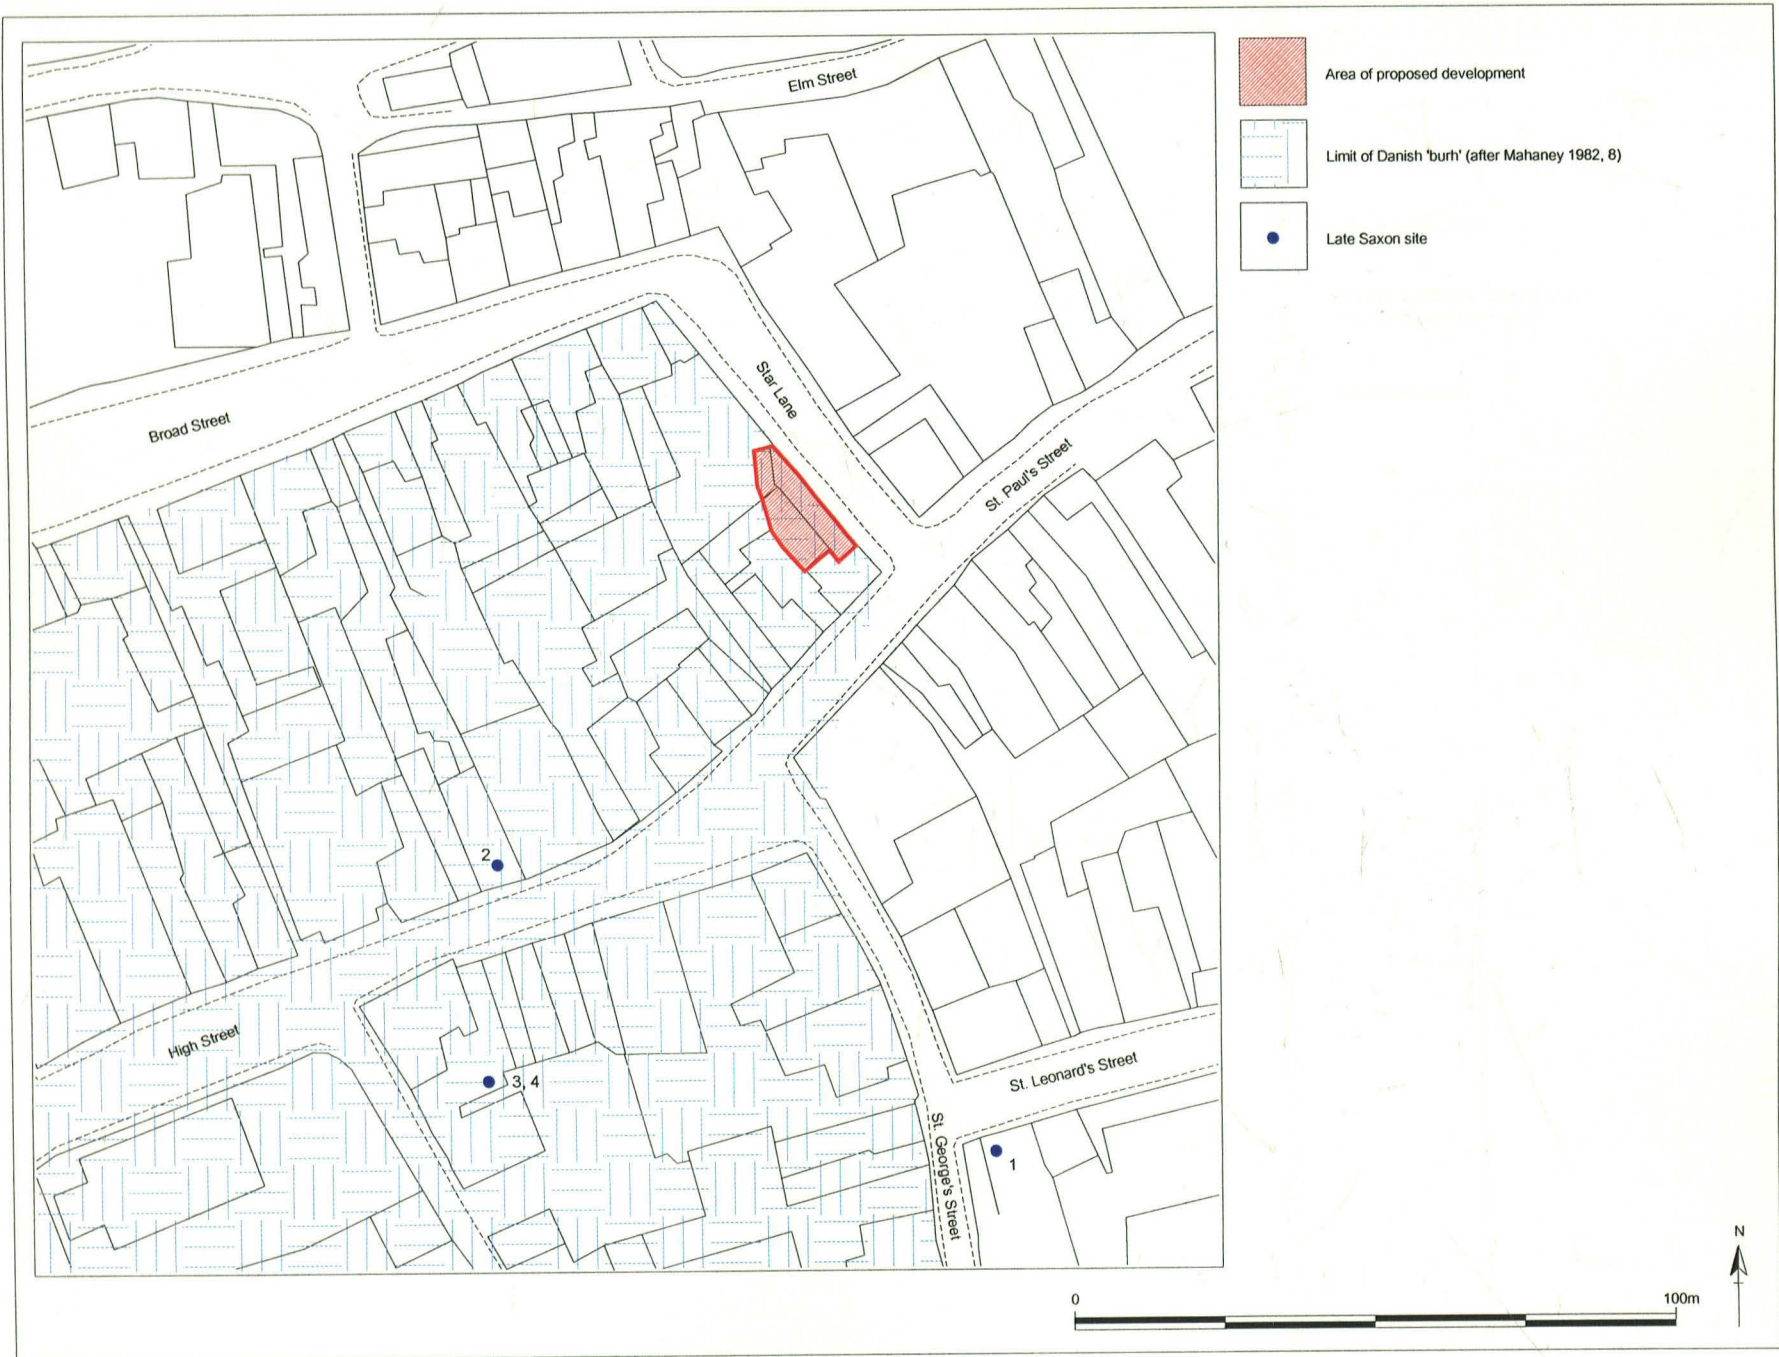 Elm Street
Area of proposed development
Limit of Danish 'burh' (after Mahaney 1982, 8)
Late Saxon site
Star Lane
Broad Street
St. Paul's Street
2
High Street
3, 4
St. Leonard's Street
St. George's Street
1
N
0
100m